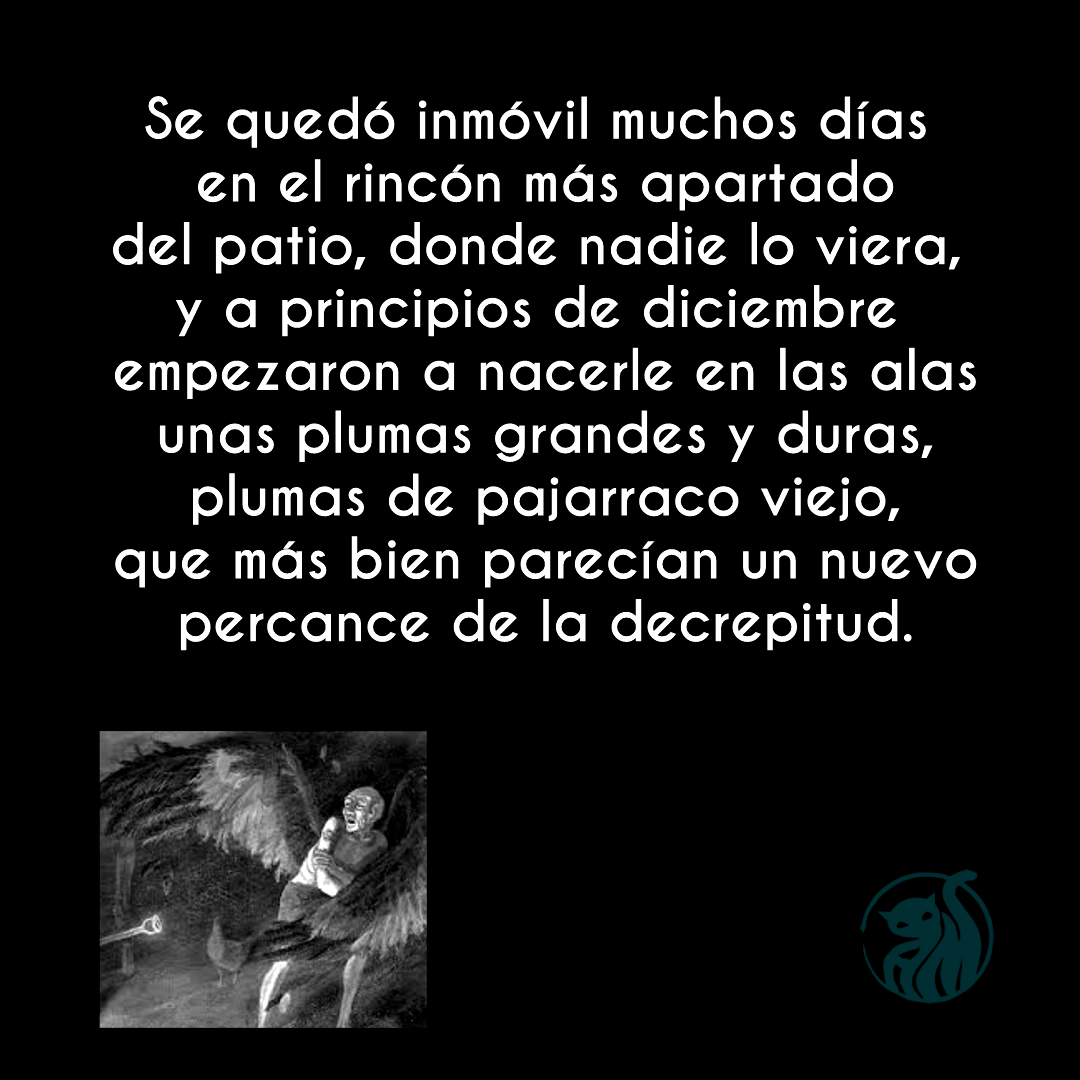 Se quedó inmóvil muchos días
en el rincón más apartado
del patio, donde nadie lo viera,
y a principios de diciembre
empezaron a nacerle en las alas
unas plumas grandes y duras,
plumas de pajarraco viejo,
que más bien parecían un nuevo
percance de la decrepitud.